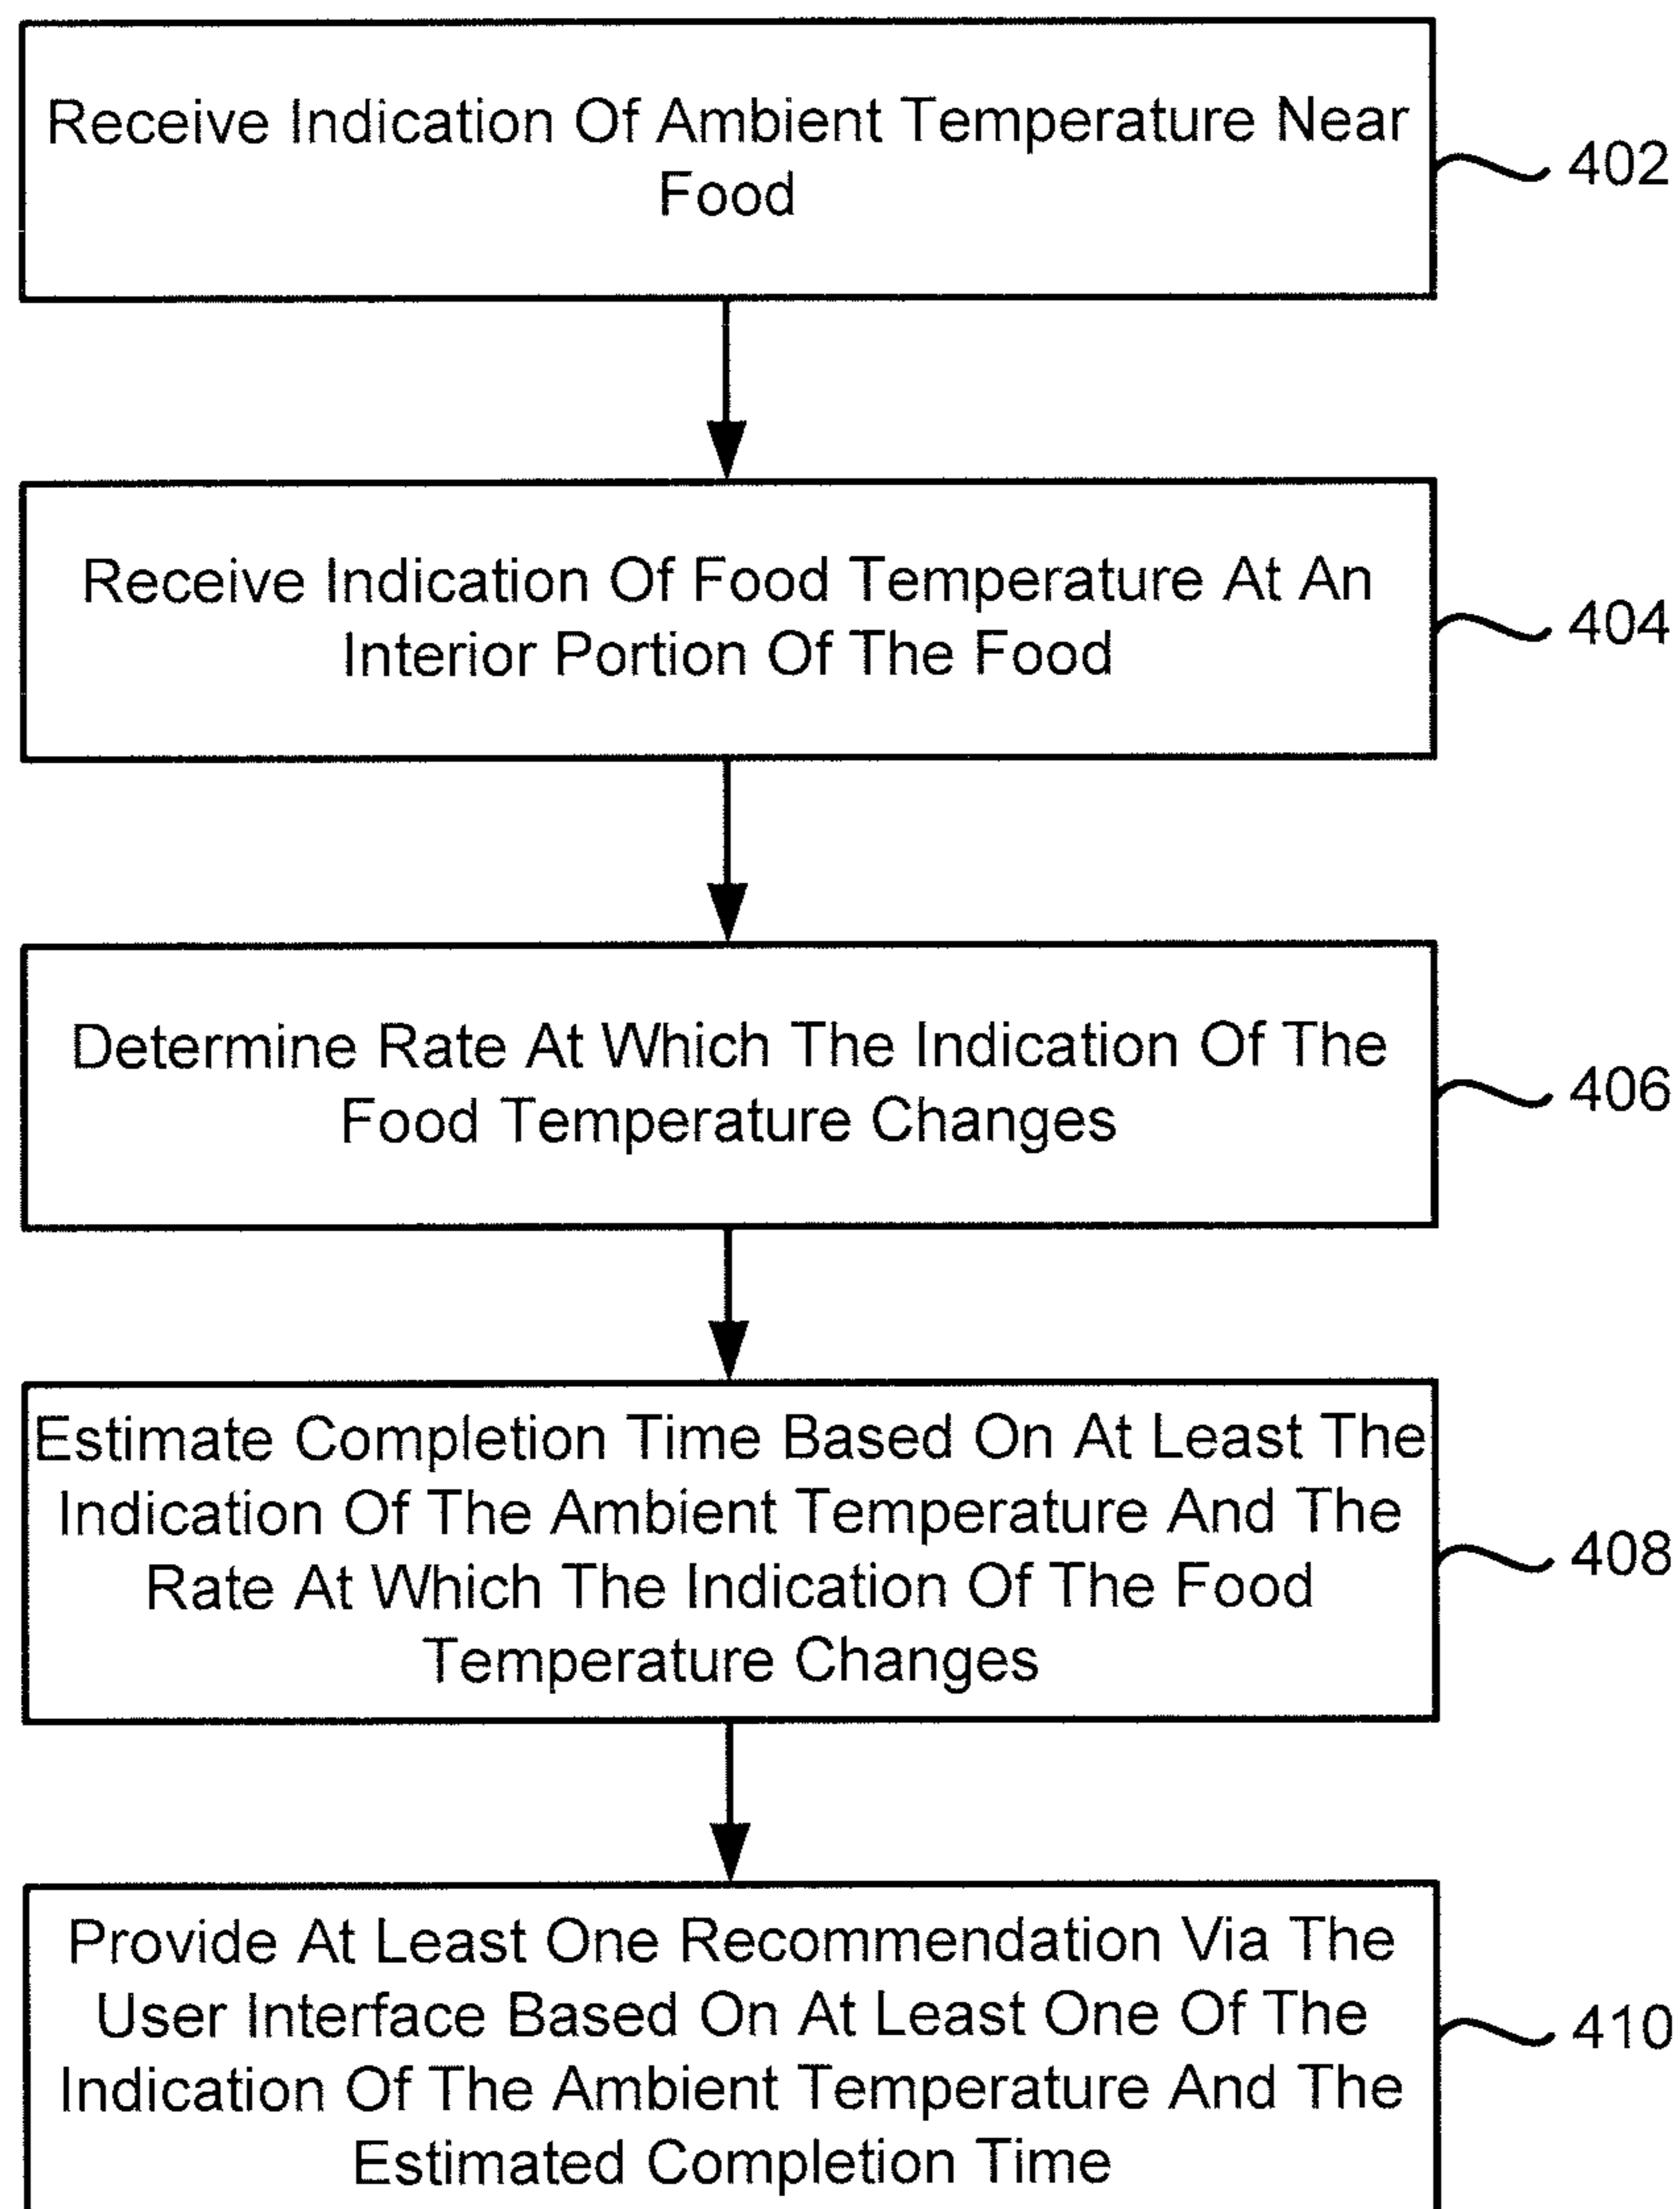 Receive Indication Of Ambient Temperature Near
Food
402
Receive Indication Of Food Temperature At An
Interior Portion Of The Food
404
Determine Rate At Which The Indication Of The
Food Temperature Changes
406
Estimate Completion Time Based On At Least The
Indication Of The Ambient Temperature And The
Rate At Which The Indication Of The Food
Temperature Changes
408
Provide At Least One Recommendation Via The
User Interface Based On At Least One Of The
Indication Of The Ambient Temperature And The
Estimated Completion Time
410